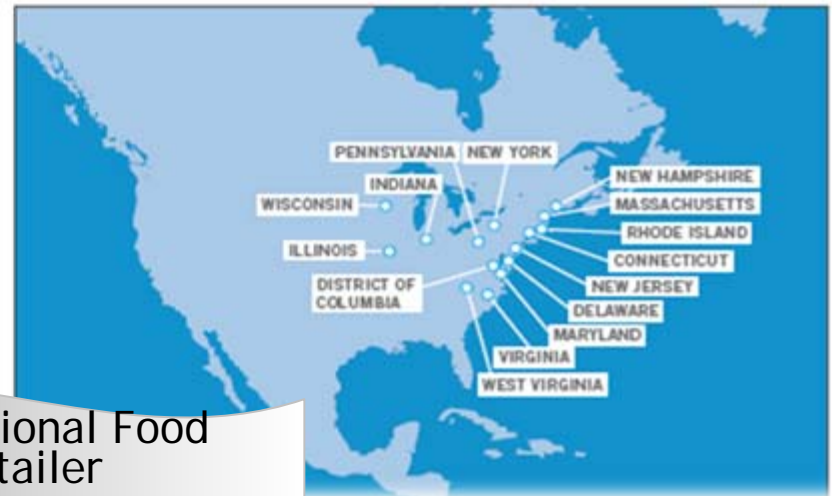 PENNSYLVANIA NEW YORK
INDIANA
NEW HAMPSHIRE
WISCONSIN
MASSACHUSETTS
RHODE ISLAND
ILLINOIS
CONNECTICUT
DISTRICT OF
COLUMBIA
NEW JERSEY
DELAWARE
MARYLAND
VIRGINIA
WEST VIRGINIA
ional Food
tailer